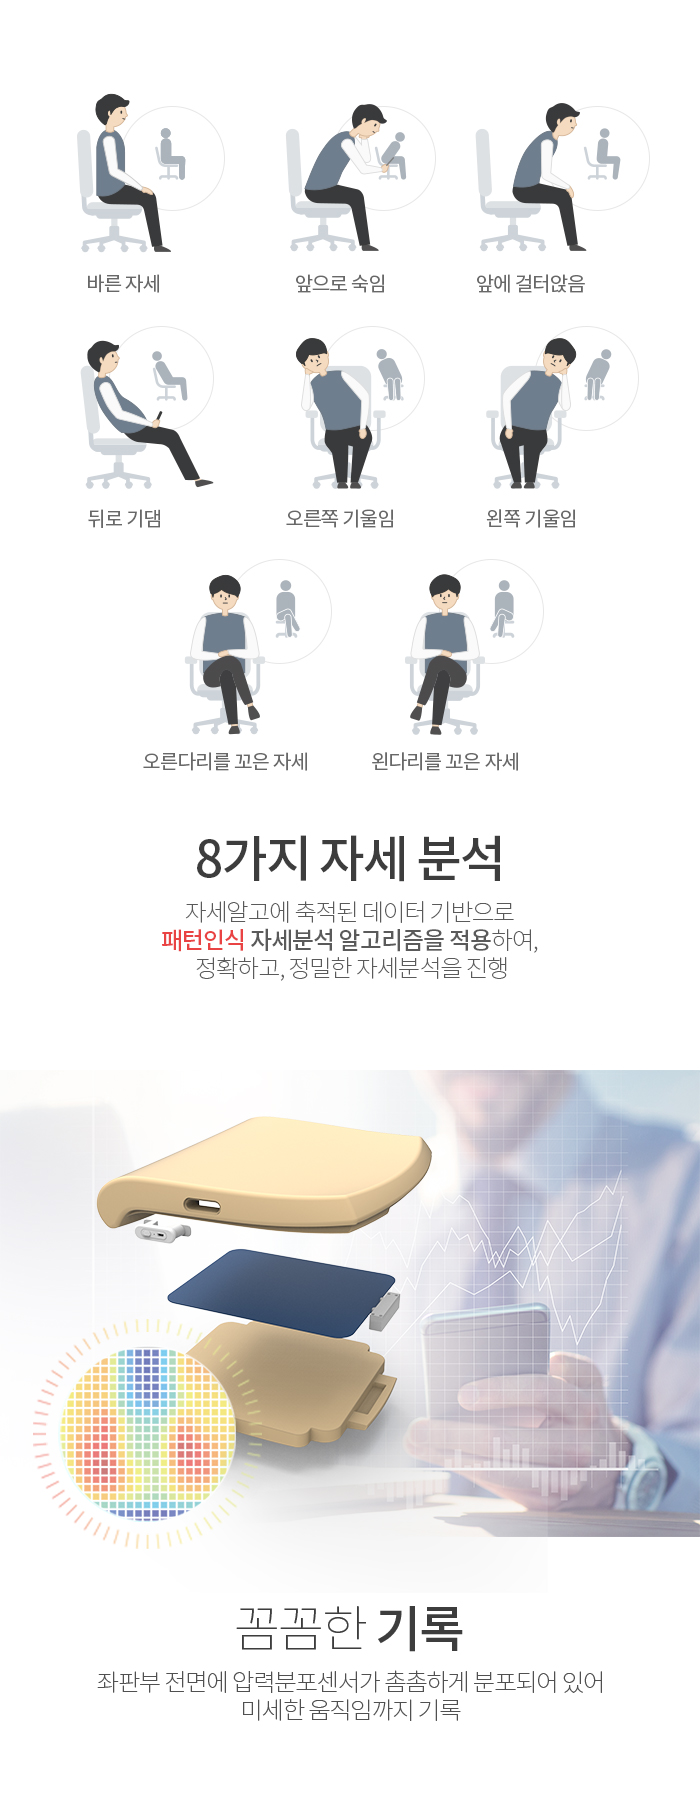 바른 자세
앞으로 숙임
앞에 걸터앉음
뒤로 기댐
오른쪽 기울임
왼쪽 기울임
오른다리를 꼬은 자세
왼다리를 꼬은 자세
8가지 자세 분석
자세알고에 축적된 데이터 기반으로
패턴인식 자세분석 알고리즘을 적용하여,
정확하고, 정밀한 자세분석을 진행
꼼꼼한 기록
좌판부 전면에 압력분포센서가 촘촘하게 분포되어 있어
미세한 움직임까지 기록